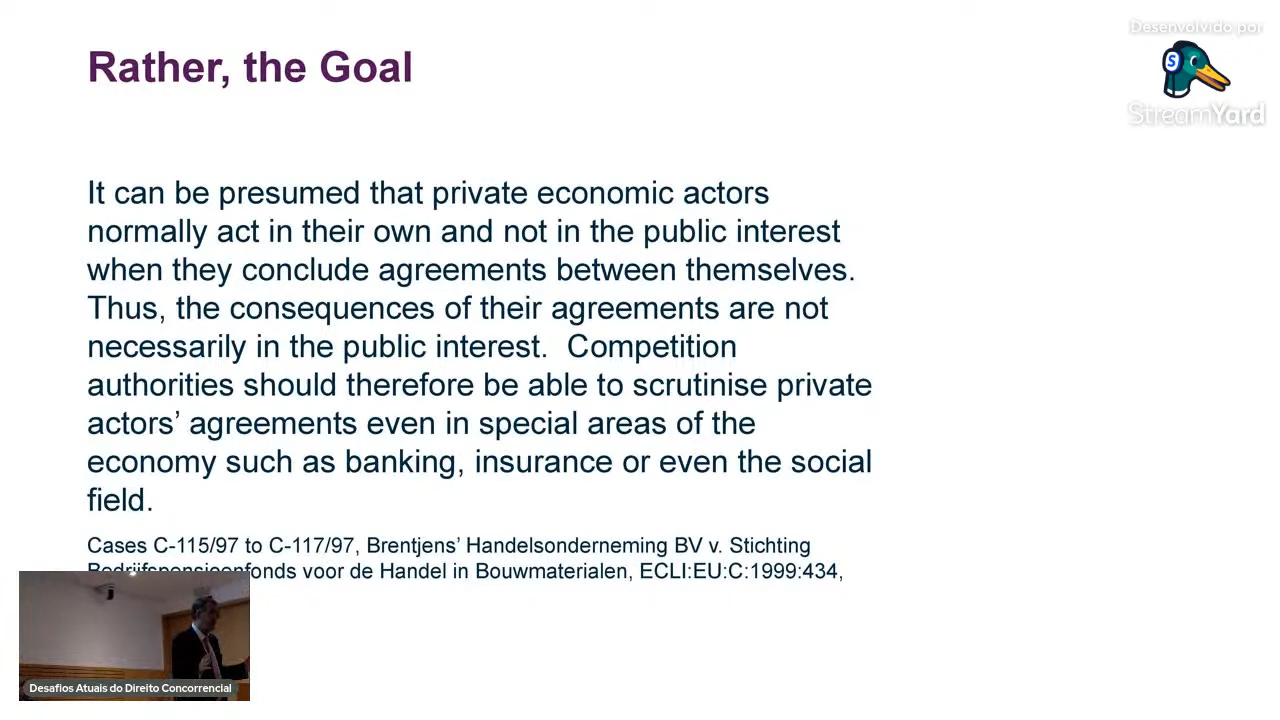 Rather, the Goal
Desenvolvido por
S
StreamYard
It can be presumed that private economic actors
normally act in their own and not in the public interest
when they conclude agreements between themselves.
Thus, the consequences of their agreements are not
necessarily in the public interest.  Competition
authorities should therefore be able to scrutinise private
actors’ agreements even in special areas of the
economy such as banking, insurance or even the social
field.
Cases C-115/97 to C-117/97, Brentjens’ Handelsonderneming BV v. Stichting
Bedrijfspensioenfonds voor de Handel in Bouwmaterialen, ECLI:EU:C:1999:434,
Desafios Atuais do Direito Concorrencial